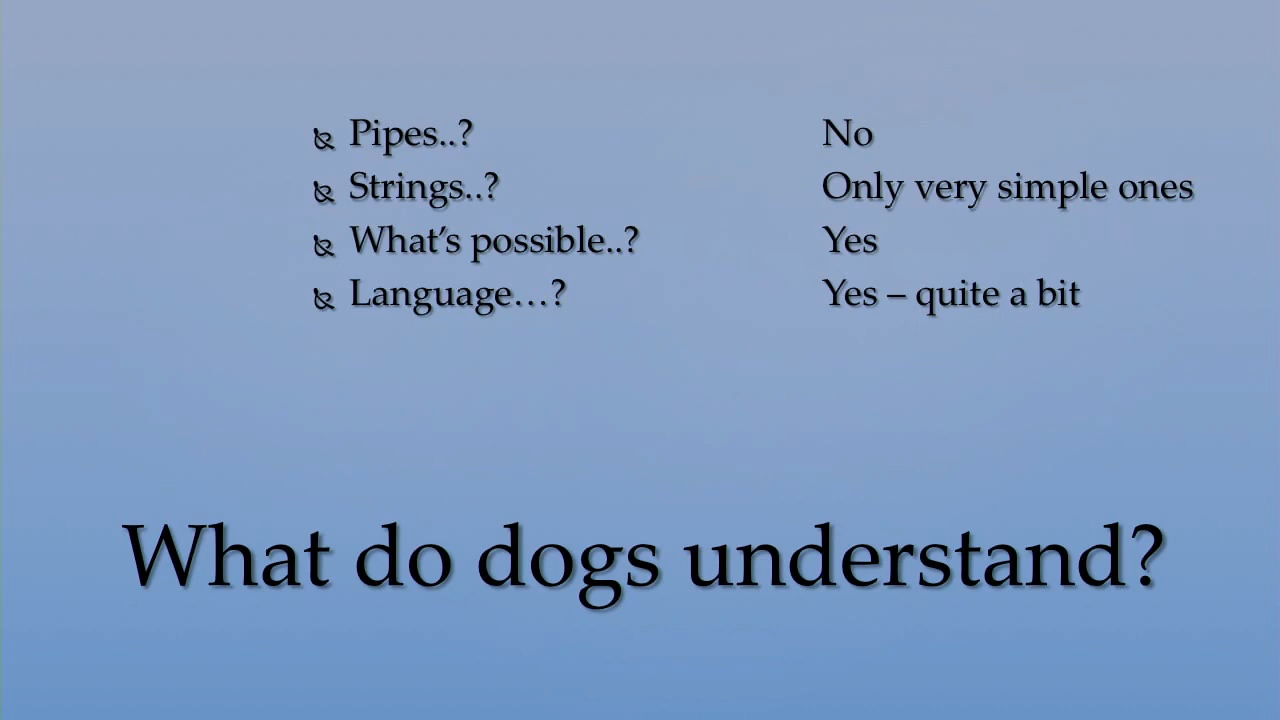 Pipes..? No
Strings..? Only very simple ones
What's possible..? Yes
Language…? Yes – quite a bit
What do dogs understand?